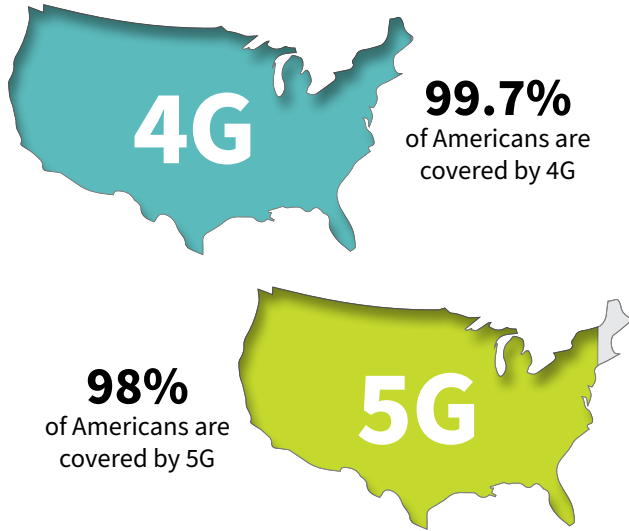 4G
99.7%
of Americans are
covered by 4G
98%
of Americans are
covered by 5G
5G